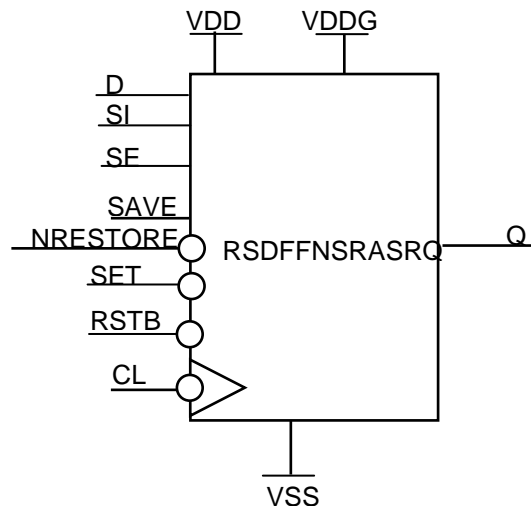 VDD VDDG
D
SI
SE
SAVE
NRESTORE RSDFFNSRASRQ Q
SET
RSTB
CL
VSS